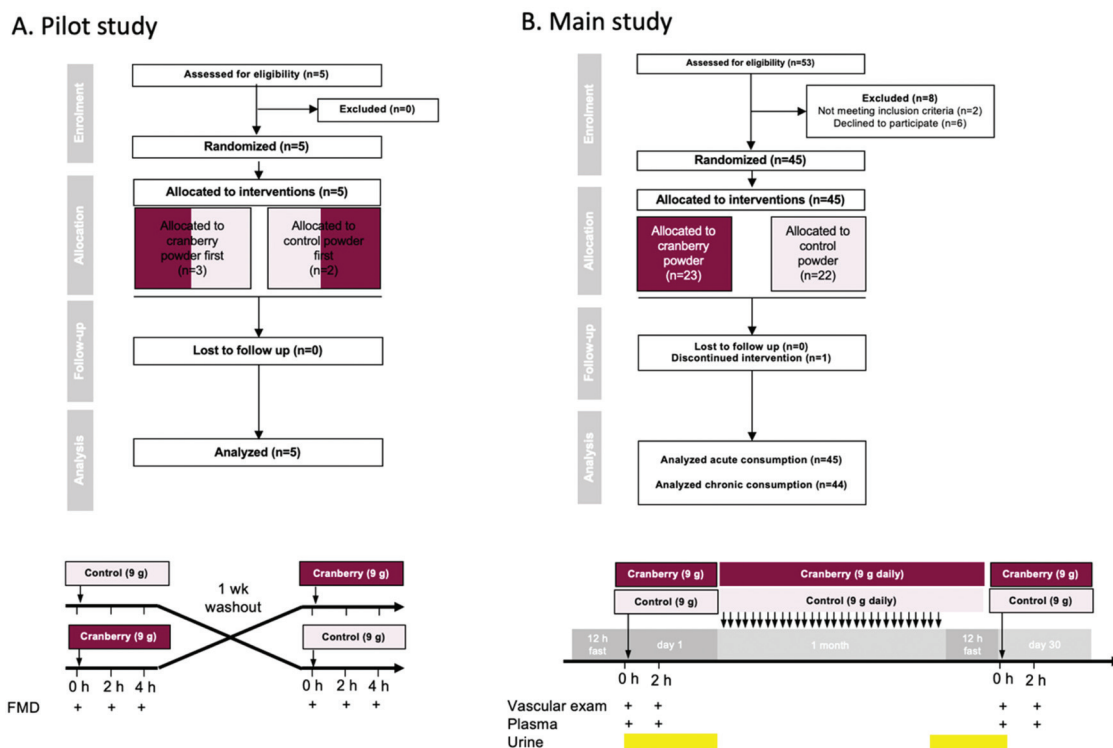 A. Pilot study
Enrolment
Assessed for eligibility (n=5)
Excluded (n=0)
Randomized (n=5)
Allocation
Allocated to interventions (n=5)
Allocated to
cranberry
powder first
(n=3)
Allocated to
control powder
first
(n=2)
Follow-up
Lost to follow up (n=0)
Analysis
Analyzed (n=5)
Control (9 g)
Cranberry (9 g)
1 wk
washout
Cranberry (9 g)
Control (9 g)
0 h 2 h 4 h
0 h 2 h 4 h
FMD + + + + + +
B. Main study
Enrolment
Assessed for eligibility (n=53)
Excluded (n=8)
Not meeting inclusion criteria (n=2)
Declined to participate (n=6)
Randomized (n=45)
Allocation
Allocated to interventions (n=45)
Allocated to
cranberry
powder
(n=23)
Allocated to
control
powder
(n=22)
Follow-up
Lost to follow up (n=0)
Discontinued intervention (n=1)
Analysis
Analyzed acute consumption (n=45)
Analyzed chronic consumption (n=44)
Cranberry (9 g) Cranberry (9 g daily) Cranberry (9 g)
Control (9 g) Control (9 g daily) Control (9 g)
12 h
fast
day 1
1 month
12 h
fast
day 30
0 h 2 h 0 h 2 h
Vascular exam + + + +
Plasma + + + +
Urine